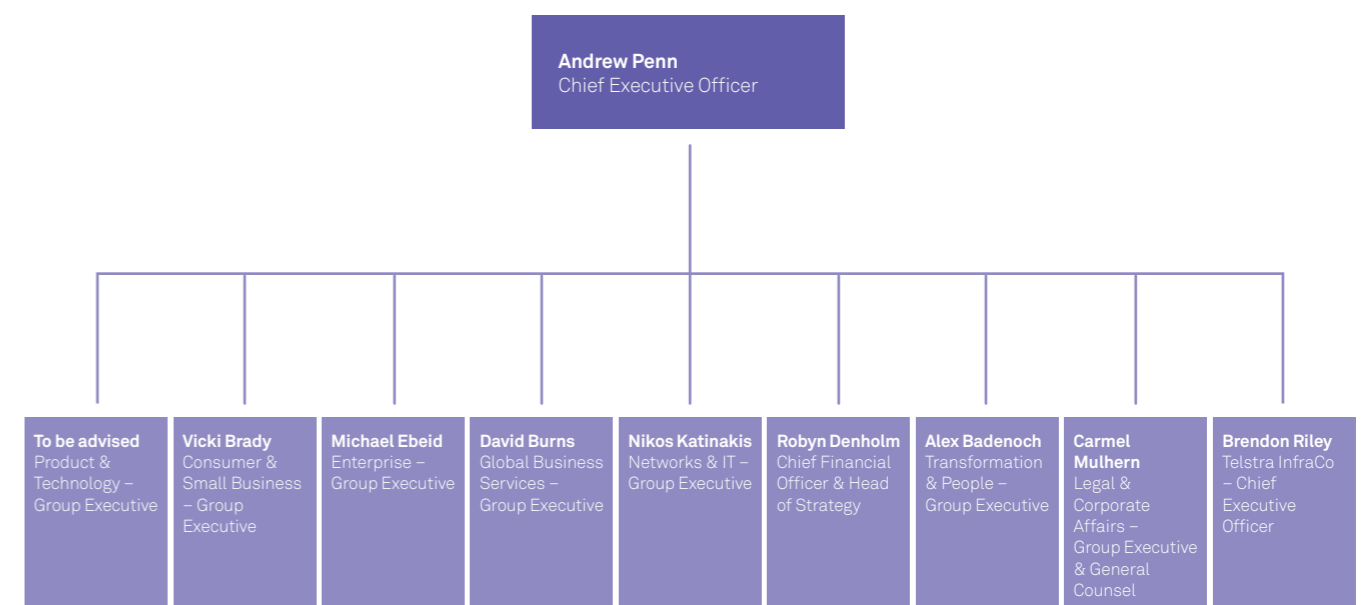 Andrew Penn
Chief Executive Officer
To be advised
Product &
Technology –
Group Executive
Vicki Brady
Consumer &
Small Business
– Group
Executive
Michael Ebeid
Enterprise –
Group Executive
David Burns
Global Business
Services –
Group Executive
Nikos Katinakis
Networks & IT –
Group Executive
Robyn Denholm
Chief Financial
Officer & Head
of Strategy
Alex Badenoch
Transformation
& People –
Group Executive
Carmel
Mulhern
Legal &
Corporate
Affairs –
Group Executive
& General
Counsel
Brendon Riley
Telstra InfraCo
– Chief
Executive
Officer